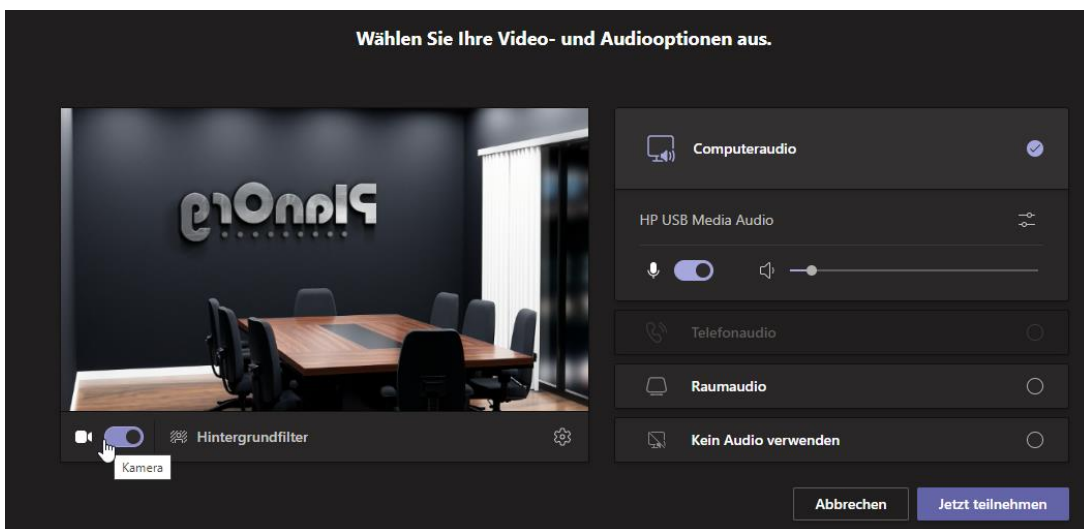 Wählen Sie Ihre Video- und Audiooptionen aus.
PlanOrg
Computeraudio
HP USB Media Audio
Telefonaudio
Raumaudio
Kein Audio verwenden
Hintergrundfilter
Kamera
Abbrechen
Jetzt teilnehmen